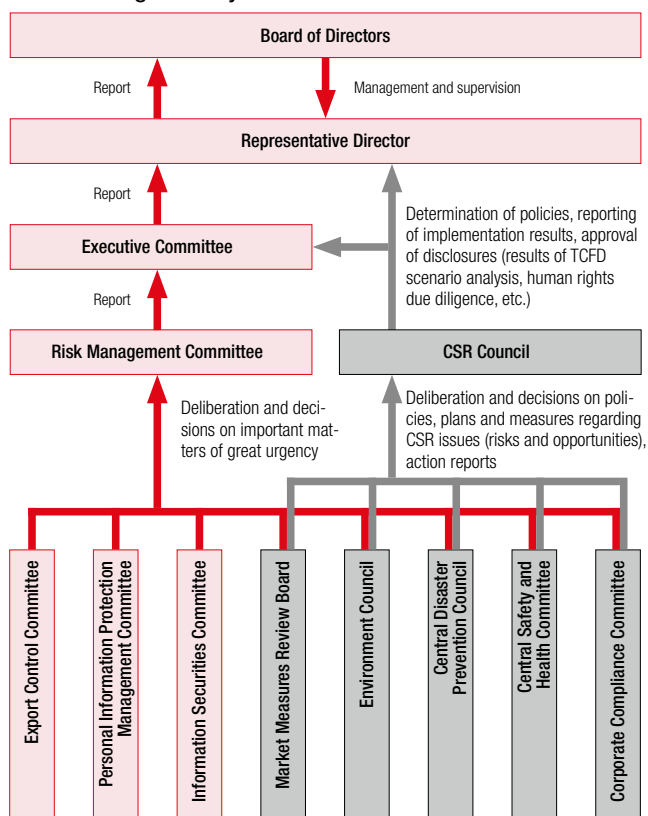 Board of Directors
Report
Management and supervision
Representative Director
Report
Determination of policies, reporting
of implementation results, approval
of disclosures (results of TCFD
scenario analysis, human rights
due diligence, etc.)
Executive Committee
Report
Risk Management Committee
CSR Council
Deliberation and deci-
sions on important mat-
ters of great urgency
Deliberation and decisions on poli-
cies, plans and measures regarding
CSR issues (risks and opportunities),
action reports
Export Control Committee
Personal Information Protection
Management Committee
Information Securities Committee
Market Measures Review Board
Environment Council
Central Disaster
Prevention Council
Central Safety and
Health Committee
Corporate Compliance Committee